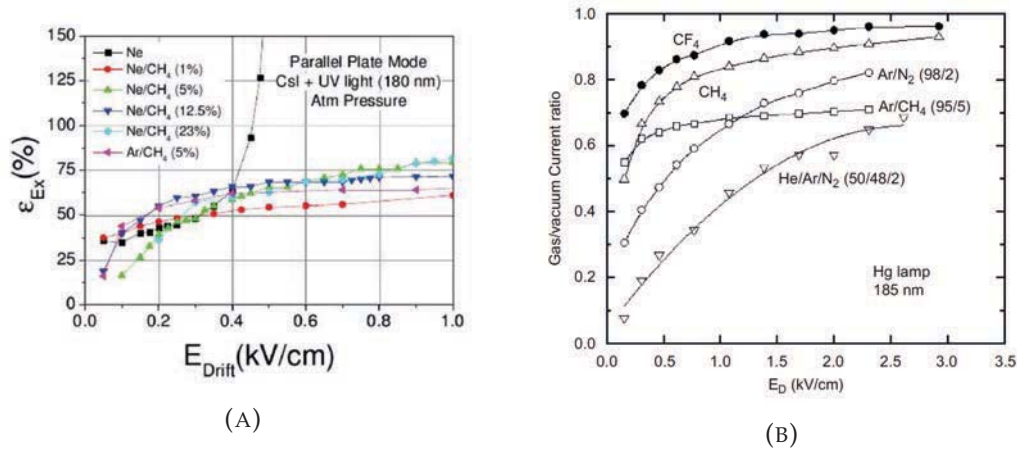 150
125
100
75
50
25
0
ε_Ex(%)
Ne
Ne/CH₄ (1%)
Ne/CH₄ (5%)
Ne/CH₄ (12.5%)
Ne/CH₄ (23%)
Ar/CH₄ (5%)
Parallel Plate Mode
CsI + UV light (180 nm)
Atm Pressure
0.0 0.2 0.4 0.6 0.8 1.0
E_Drift(kV/cm)
(A)
1.0
0.8
0.6
0.4
0.2
0.0
Gas/vacuum Current ratio
CF₄
CH₄
Ar/N₂ (98/2)
Ar/CH₄ (95/5)
He/Ar/N₂ (50/48/2)
Hg lamp
185 nm
0.0 0.5 1.0 1.5 2.0 2.5 3.0 3.5
E_D (kV/cm)
(B)